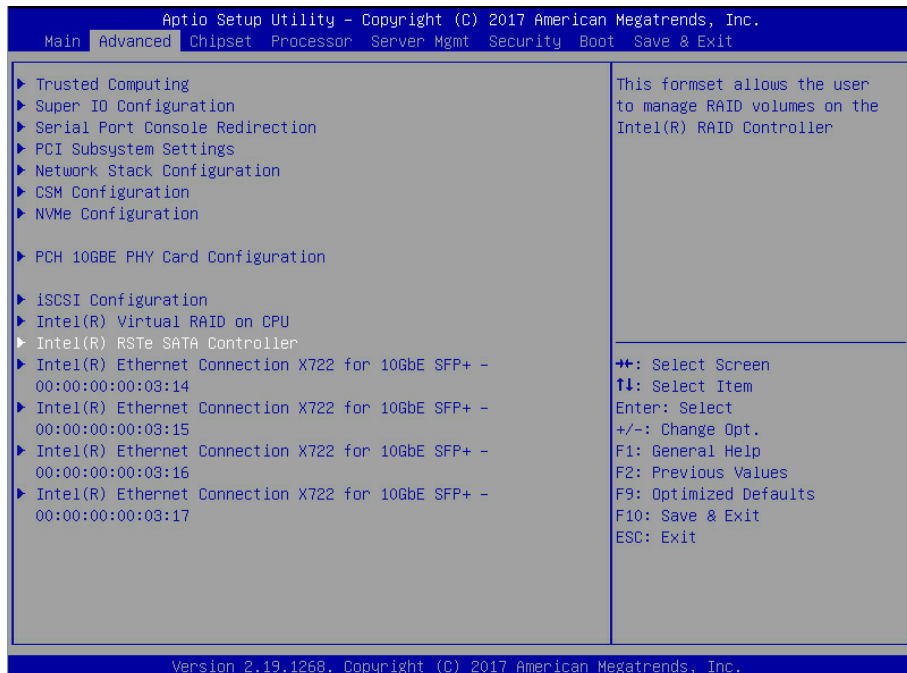 Aptio Setup Utility – Copyright (C) 2017 American Megatrends, Inc.
Main Advanced Chipset Processor Server Mgmt Security Boot Save & Exit
Trusted Computing
Super IO Configuration
Serial Port Console Redirection
PCI Subsystem Settings
Network Stack Configuration
CSM Configuration
NVMe Configuration
PCH 10GBE PHY Card Configuration
iSCSI Configuration
Intel(R) Virtual RAID on CPU
Intel(R) RSTe SATA Controller
Intel(R) Ethernet Connection X722 for 10GbE SFP+ –
00:00:00:00:03:14
Intel(R) Ethernet Connection X722 for 10GbE SFP+ –
00:00:00:00:03:15
Intel(R) Ethernet Connection X722 for 10GbE SFP+ –
00:00:00:00:03:16
Intel(R) Ethernet Connection X722 for 10GbE SFP+ –
00:00:00:00:03:17
This formset allows the user
to manage RAID volumes on the
Intel(R) RAID Controller
→←: Select Screen
↑↓: Select Item
Enter: Select
+/-: Change Opt.
F1: General Help
F2: Previous Values
F9: Optimized Defaults
F10: Save & Exit
ESC: Exit
Version 2.19.1268. Copyright (C) 2017 American Megatrends, Inc.